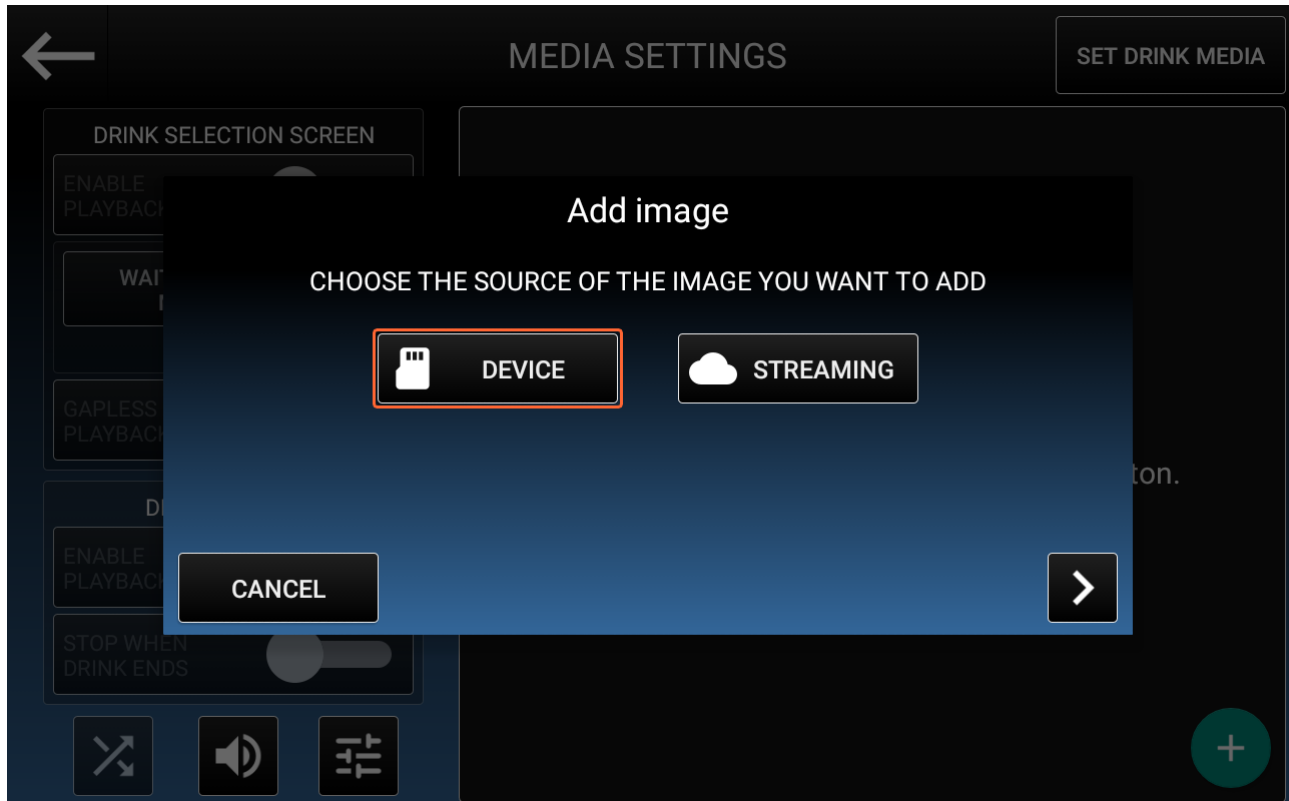 MEDIA SETTINGS
SET DRINK MEDIA
DRINK SELECTION SCREEN
ENABLE
PLAYBACK
Add image
CHOOSE THE SOURCE OF THE IMAGE YOU WANT TO ADD
DEVICE
STREAMING
GAPLESS
PLAYBACK
ENABLE
PLAYBACK
CANCEL
STOP WHEN
DRINK ENDS